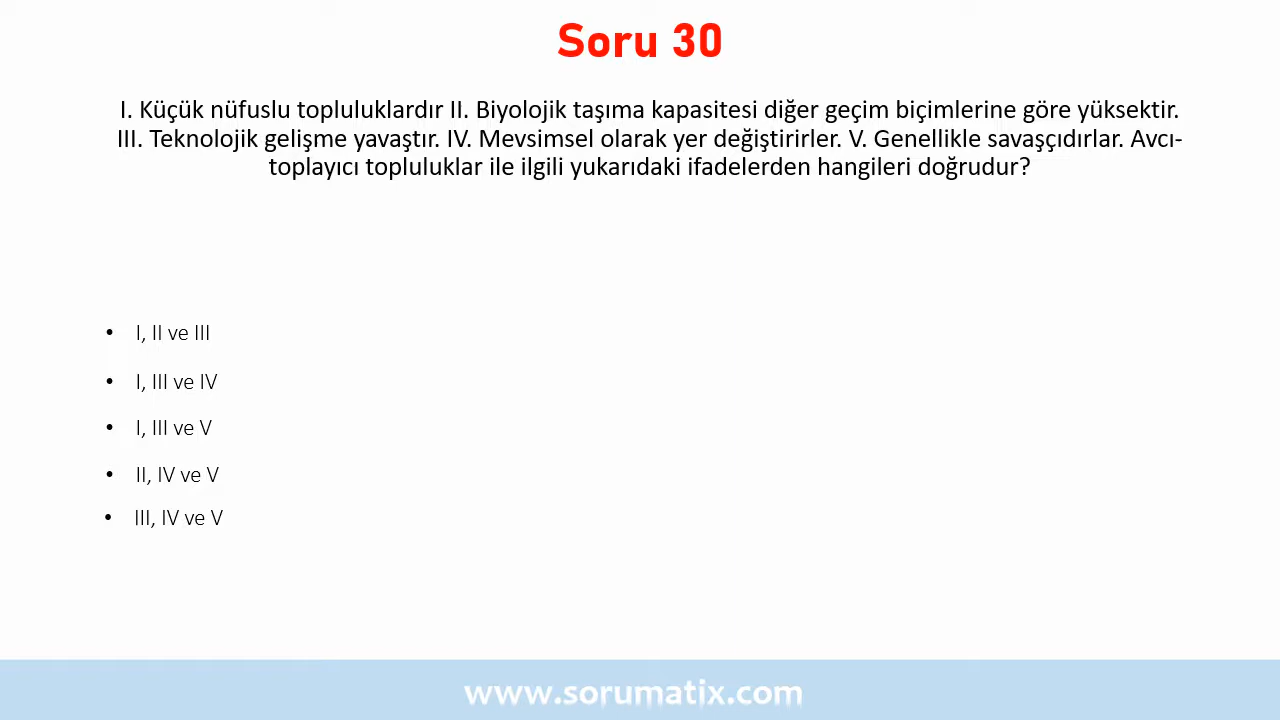 Soru 30
I. Küçük nüfuslu topluluklardır II. Biyolojik taşıma kapasitesi diğer geçim biçimlerine göre yüksektir.
III. Teknolojik gelişme yavaştır. IV. Mevsimsel olarak yer değiştirirler. V. Genellikle savaşçıdırlar. Avcı-
toplayıcı topluluklar ile ilgili yukarıdaki ifadelerden hangileri doğrudur?
• I, II ve III
• I, III ve IV
• I, III ve V
• II, IV ve V
• III, IV ve V
www.sorumatix.com